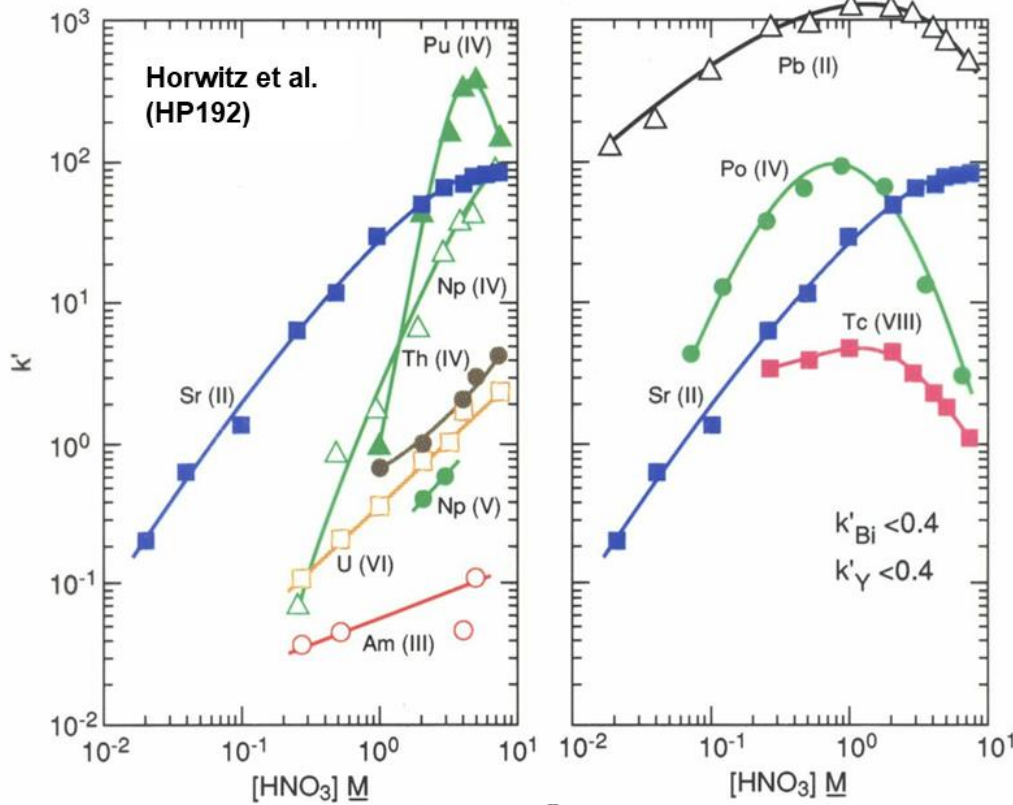 Horwitz et al.
(HP192)
k'
10³
10²
10¹
10⁰
10⁻¹
10⁻²
Pu (IV)
Np (IV)
Th (IV)
Sr (II)
Np (V)
U (VI)
Am (III)
10⁻² 10⁻¹ 10⁰ 10¹
[HNO₃] M
Pb (II)
Po (IV)
Tc (VIII)
Sr (II)
k'Bi <0.4
k'Y <0.4
10⁻² 10⁻¹ 10⁰ 10¹
[HNO₃] M